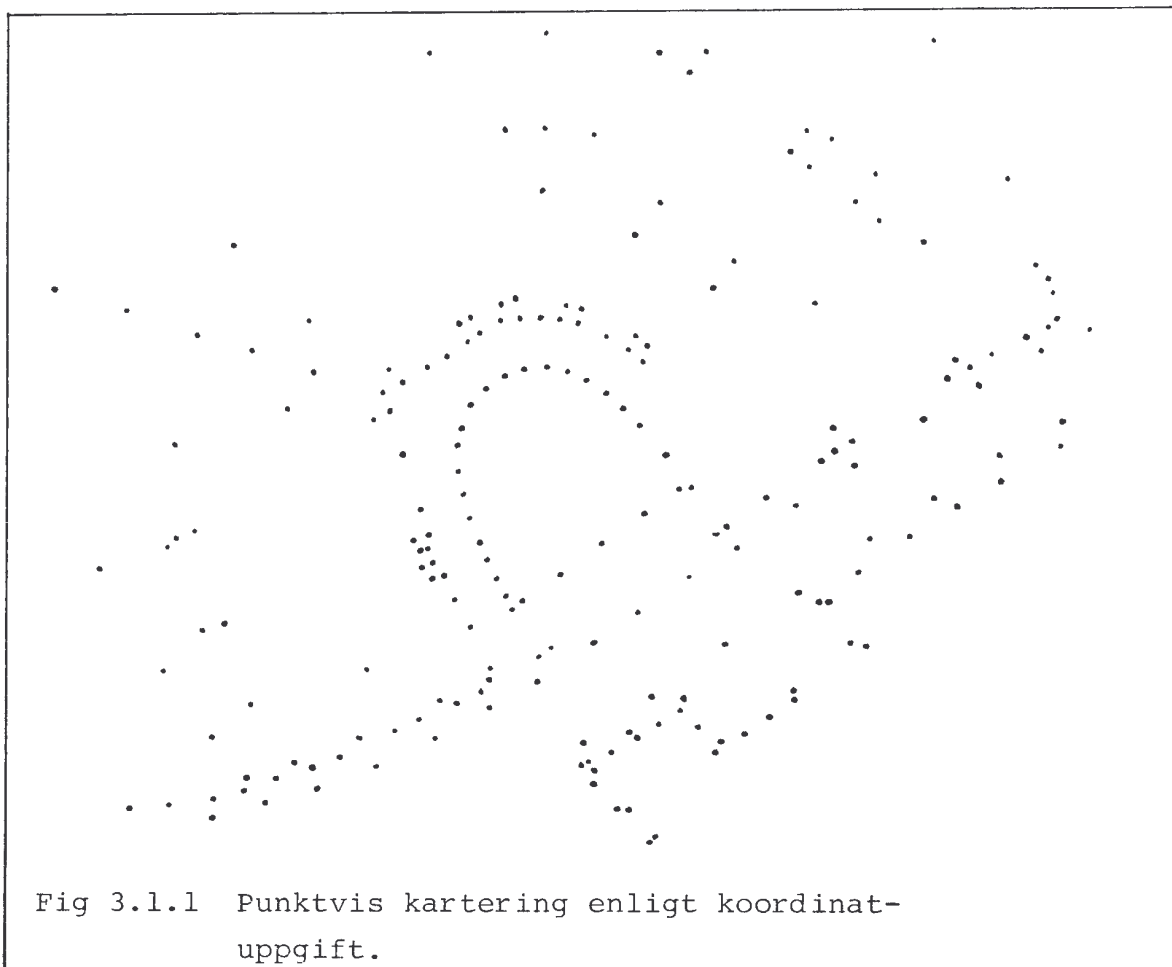 Fig 3.1.1 Punktvis kartering enligt koordinat-
uppgift.